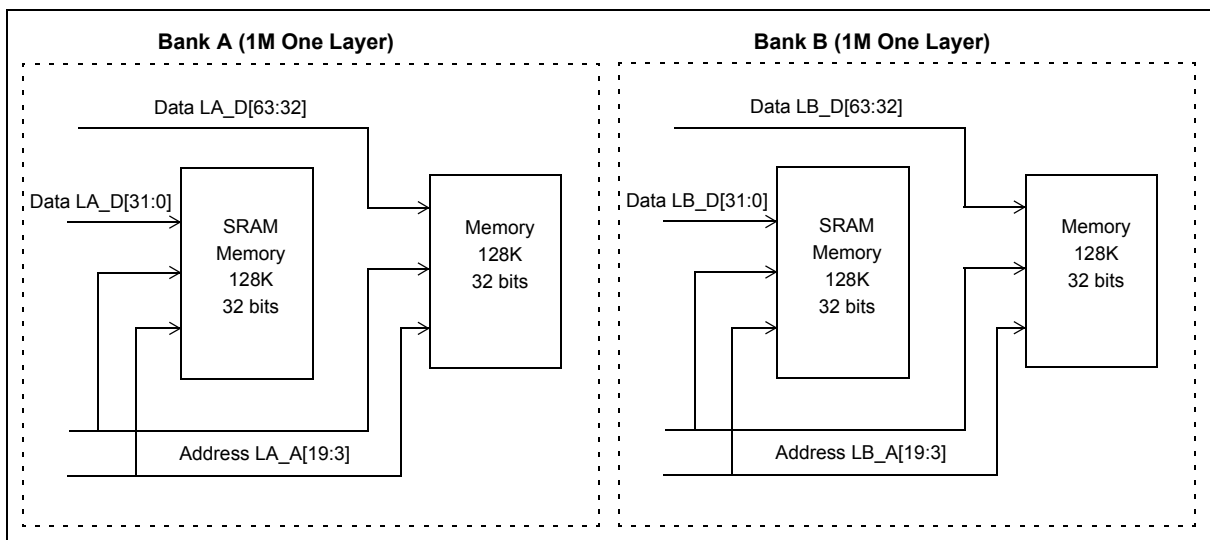 Bank A (1M One Layer)
Data LA_D[63:32]
Data LA_D[31:0]
SRAM
Memory
128K
32 bits
Memory
128K
32 bits
Address LA_A[19:3]
Bank B (1M One Layer)
Data LB_D[63:32]
Data LB_D[31:0]
SRAM
Memory
128K
32 bits
Memory
128K
32 bits
Address LB_A[19:3]